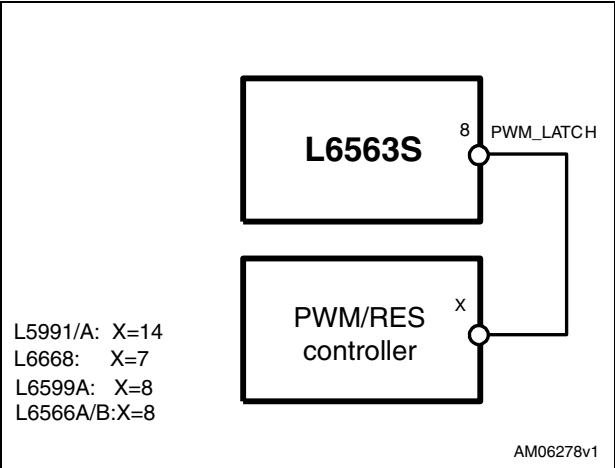 L6563S
8 PWM_LATCH
PWM/RES
controller
X
L5991/A: X=14
L6668: X=7
L6599A: X=8
L6566A/B:X=8
AM06278v1